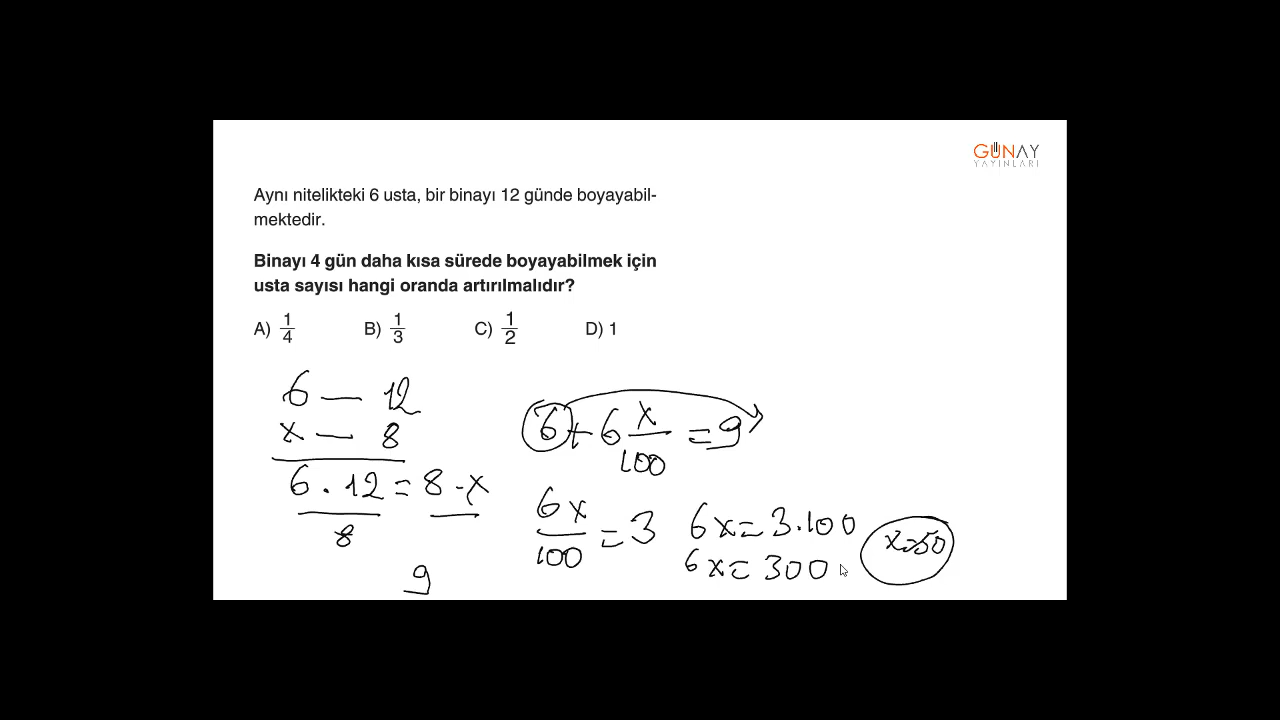 GÜNAY
YAYINLARI
Aynı nitelikteki 6 usta, bir binayı 12 günde boyayabil-
mektedir.
Binayı 4 gün daha kısa sürede boyayabilmek için
usta sayısı hangi oranda artırılmalıdır?
A) 1/4 B) 1/3 C) 1/2 D) 1
6 — 12
x — 8
6 . 12 = 8 . x
8
9
6 + 6 x/100 = 9
6x/100 = 3
6x = 3.100
6x = 300
x=50